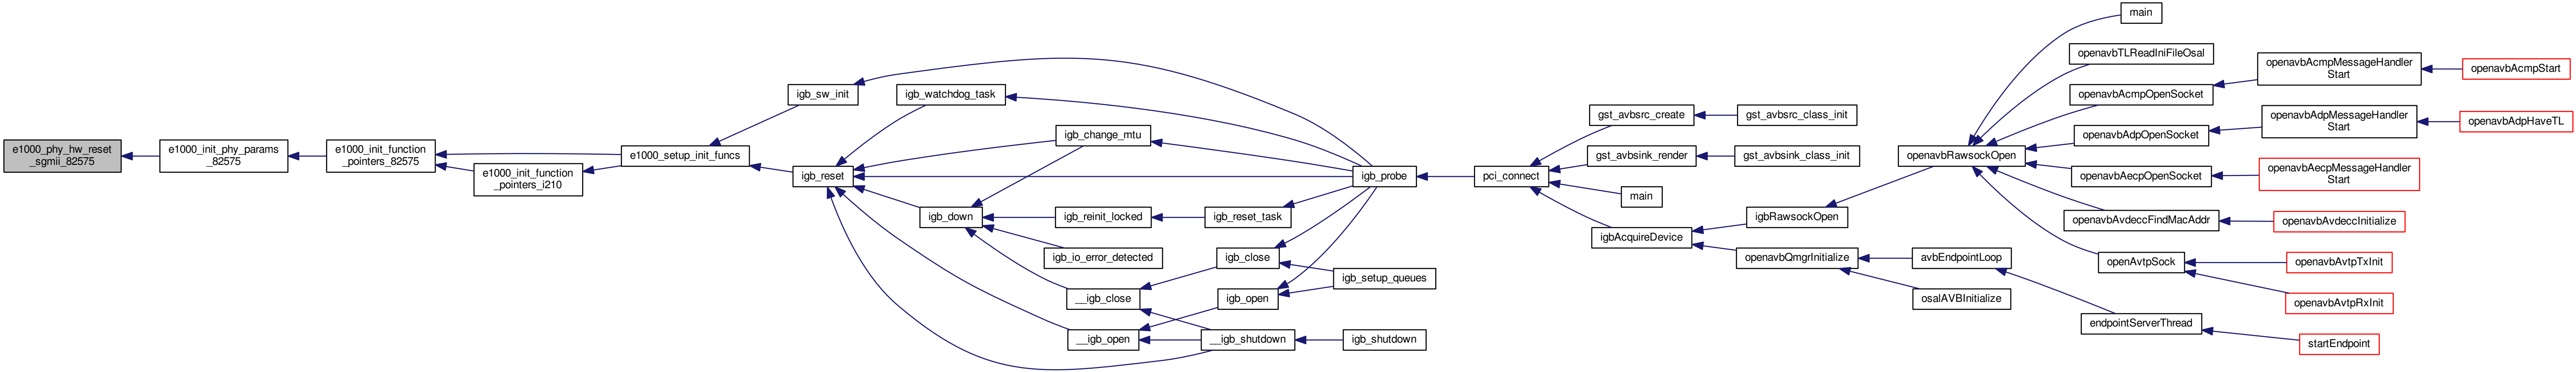 e1000_phy_hw_reset
_sgmii_82575
e1000_init_phy_params
_82575
e1000_init_function
_pointers_82575
e1000_init_function
_pointers_i210
e1000_setup_init_funcs
igb_sw_init
igb_reset
igb_watchdog_task
igb_change_mtu
igb_down
igb_reinit_locked
igb_io_error_detected
__igb_close
__igb_open
igb_reset_task
igb_close
igb_open
__igb_shutdown
igb_probe
igb_setup_queues
igb_shutdown
pci_connect
gst_avbsrc_create
gst_avbsink_render
main
igbAcquireDevice
gst_avbsrc_class_init
gst_avbsink_class_init
igbRawsockOpen
openavbQmgrInitialize
avbEndpointLoop
osalAVBInitialize
openavbRawsockOpen
main
openavbTLReadIniFileOsal
openavbAcmpOpenSocket
openavbAdpOpenSocket
openavbAecpOpenSocket
openavbAvdeccFindMacAddr
openAvtpSock
endpointServerThread
openavbAcmpMessageHandler
Start
openavbAdpMessageHandler
Start
openavbAecpMessageHandler
Start
openavbAvdeccInitialize
openavbAvtpTxInit
openavbAvtpRxInit
startEndpoint
openavbAcmpStart
openavbAdpHaveTL